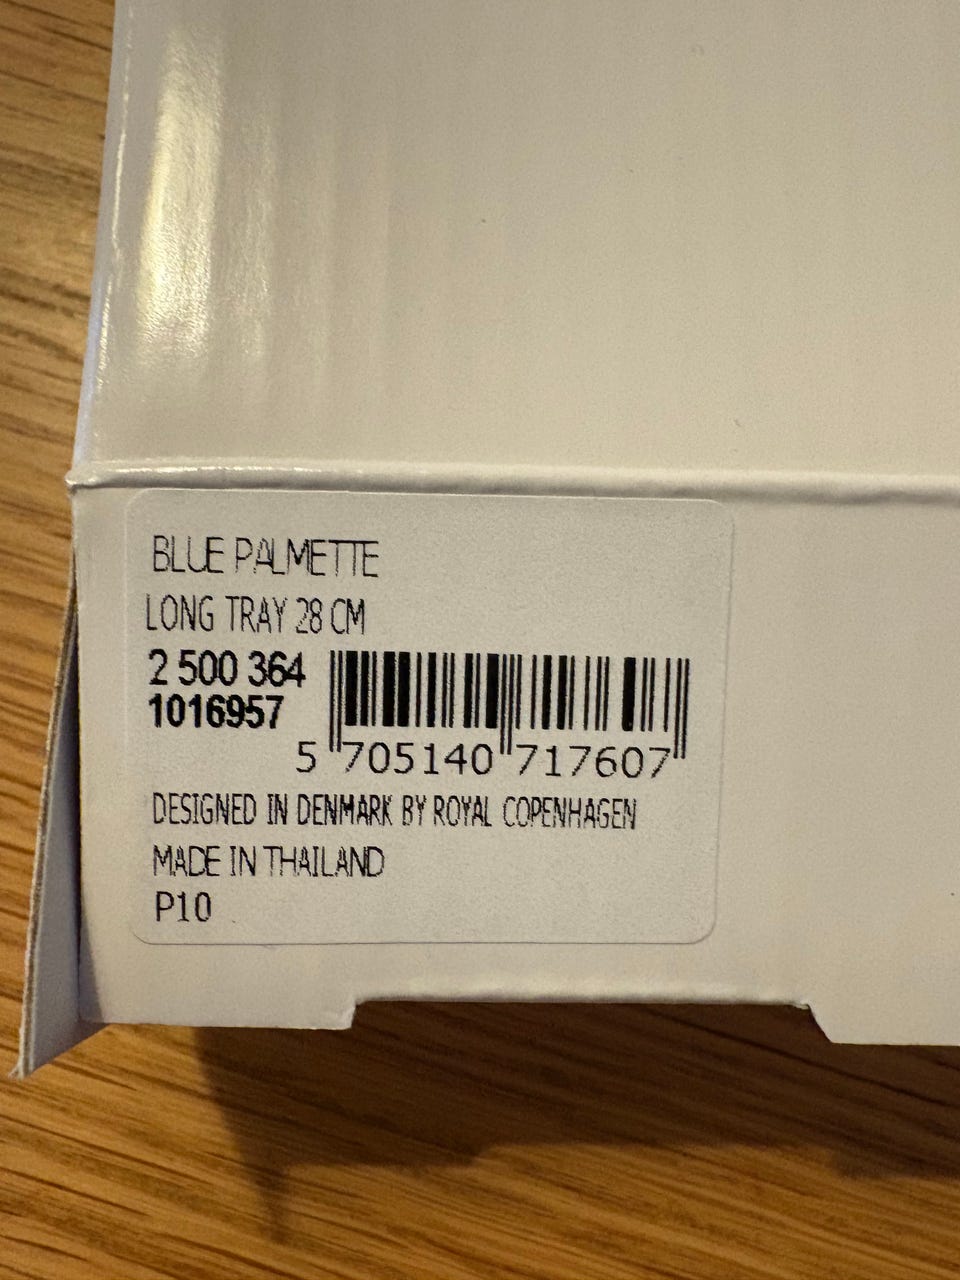 BLUE PALMETTE
LONG TRAY 28 CM
2 500 364
1016957
5 705140 717607
DESIGNED IN DENMARK BY ROYAL COPENHAGEN
MADE IN THAILAND
P10